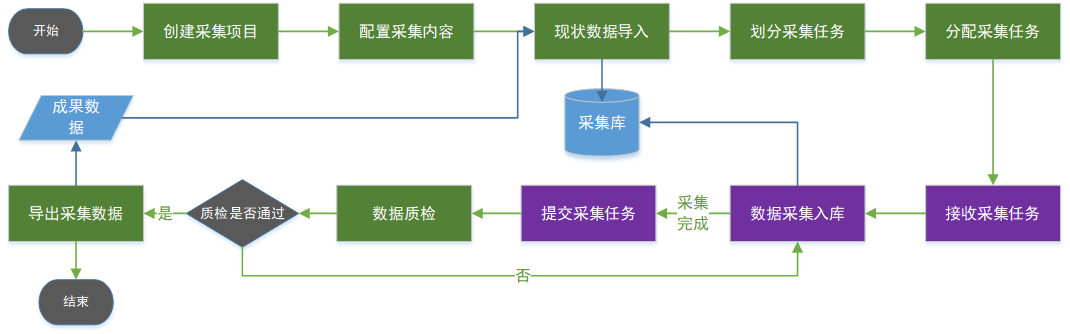 开始
创建采集项目
配置采集内容
现状数据导入
划分采集任务
分配采集任务
成果数
据
采集库
导出采集数据
是
质检是否通过
数据质检
提交采集任务
采集
完成
数据采集入库
接收采集任务
否
结束